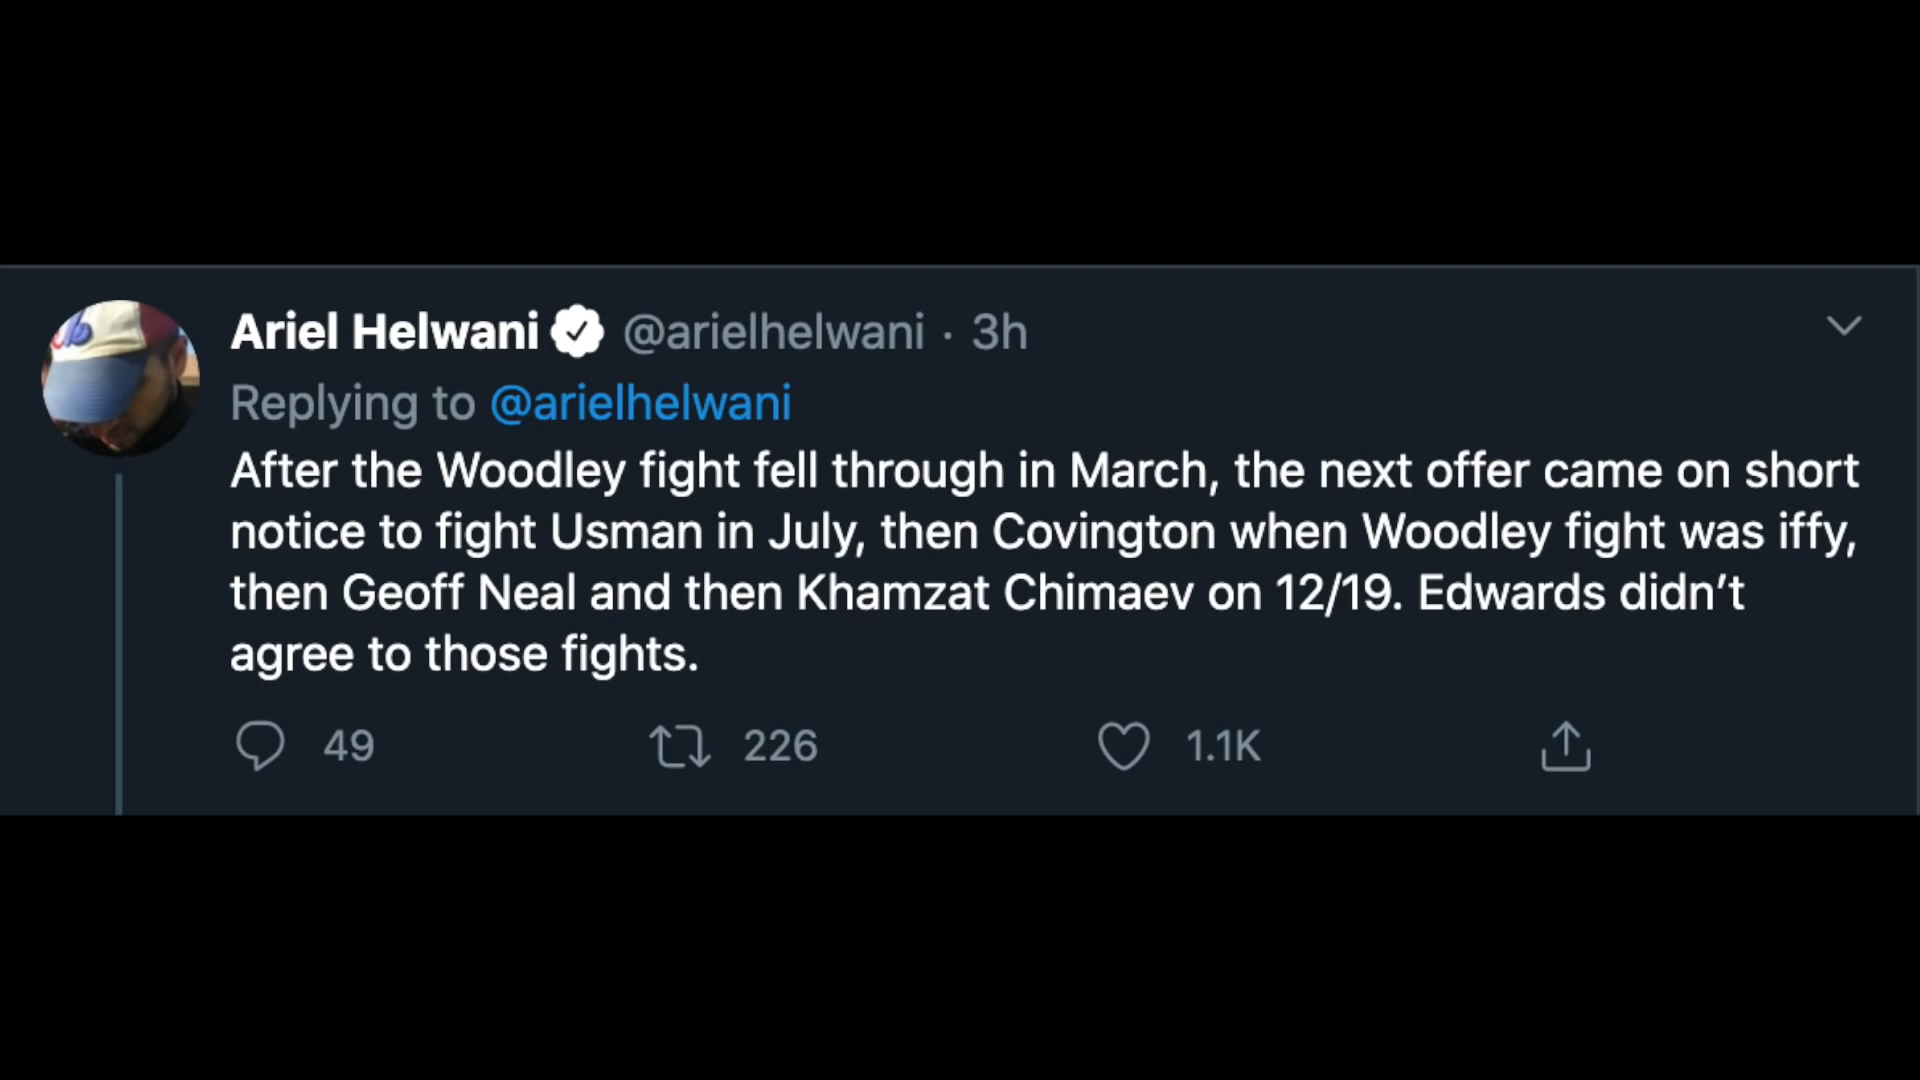 Ariel Helwani @arielhelwani · 3h
Replying to @arielhelwani
After the Woodley fight fell through in March, the next offer came on short
notice to fight Usman in July, then Covington when Woodley fight was iffy,
then Geoff Neal and then Khamzat Chimaev on 12/19. Edwards didn’t
agree to those fights.
49 226 1.1K